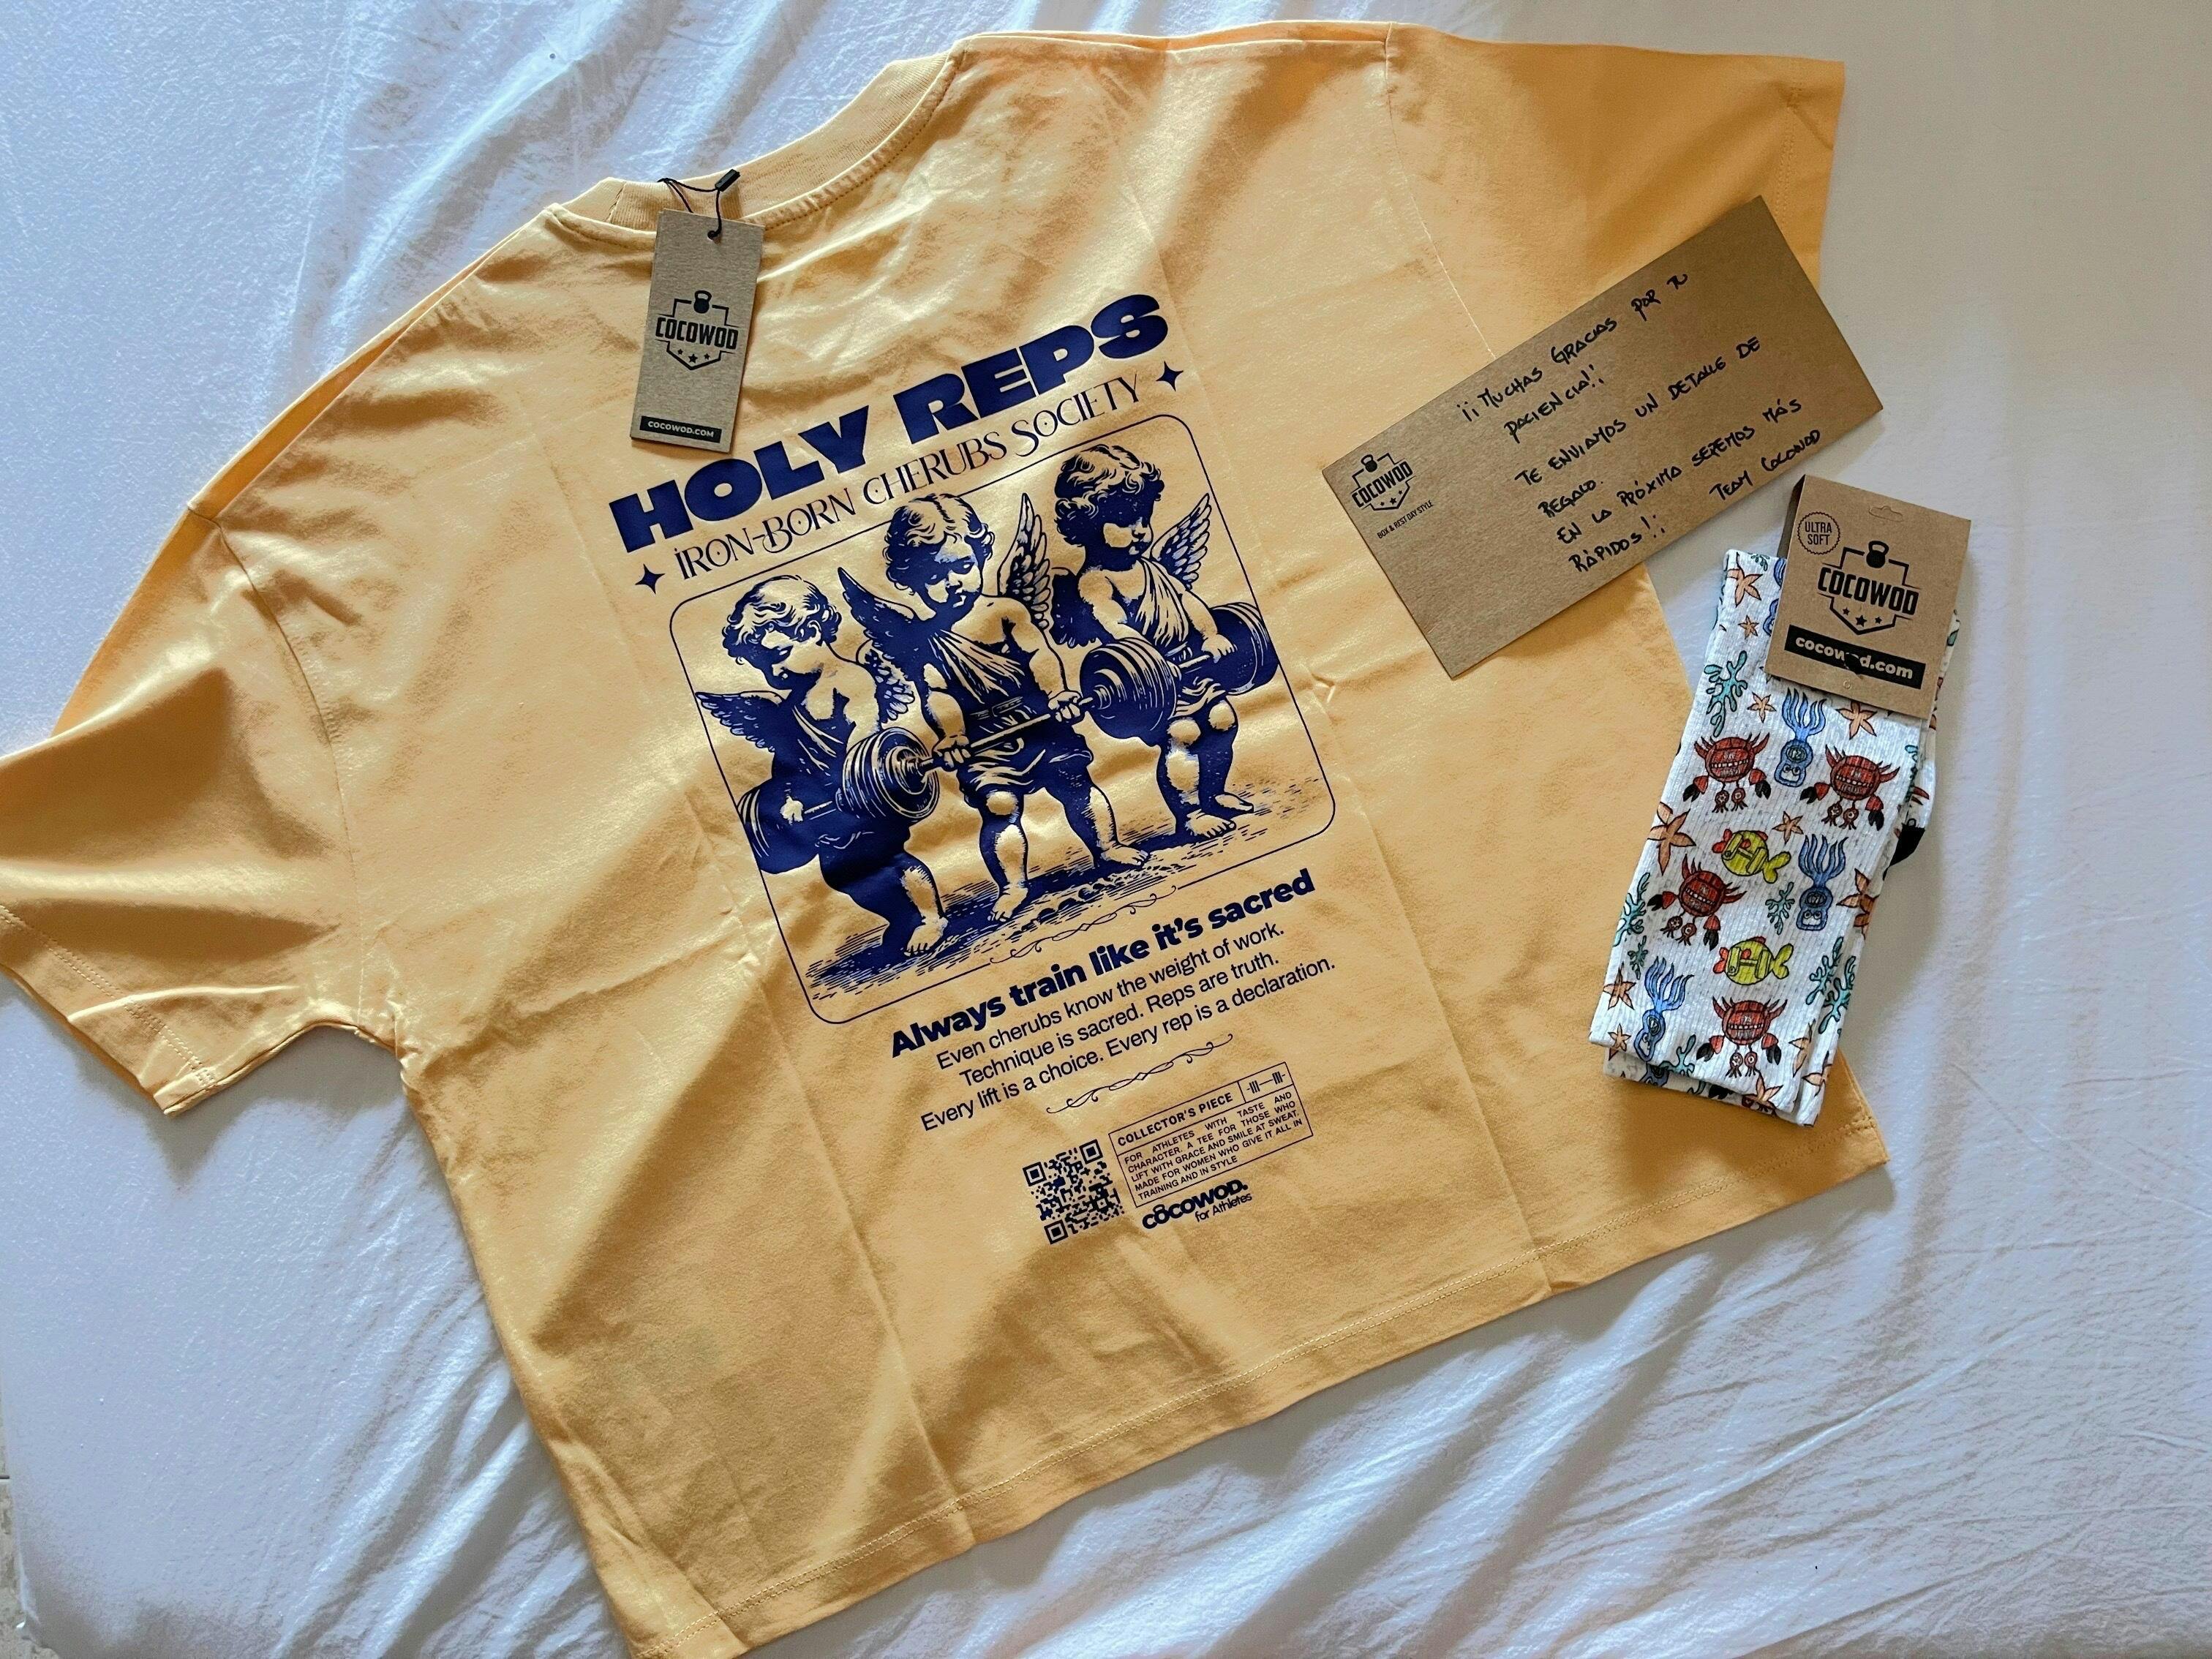 COCOWOD
COCOWOD.COM
HOLY REPS
IRON-BORN CHERUBS SOCIETY
Always train like it's sacred
Even cherubs know the weight of work.
Technique is sacred. Reps are truth.
Every lift is a choice. Every rep is a declaration.
COLLECTOR'S PIECE
FOR ATHLETES WITH TASTE AND
CHARACTER. A TEE FOR THOSE WHO
LIFT WITH GRACE AND SMILE AT SWEAT.
MADE FOR WOMEN WHO GIVE IT ALL IN
TRAINING AND IN STYLE
COCOWOD.
for Athletes
COCOWOD
BOX & REST DAY STYLE
¡¡MUCHAS GRACIAS POR TU
PACIENCIA!¡
TE ENVIAMOS UN DETALLE DE
REGALO.
EN LA PRÓXIMA SEREMOS MÁS
RÁPIDOS!¡
TEAM COCOWOD
ULTRA
SOFT
COCOWOD
cocowod.com